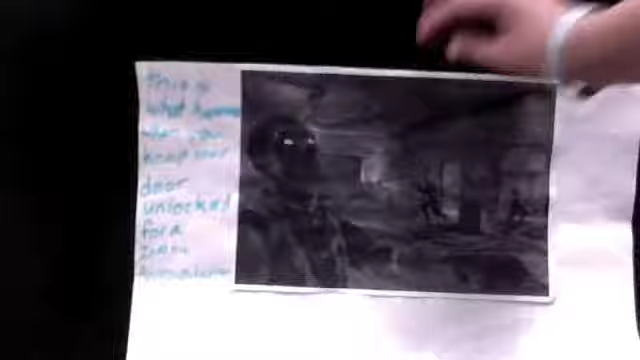 This is
what happens
when you
keep your
door
unlocked
for a